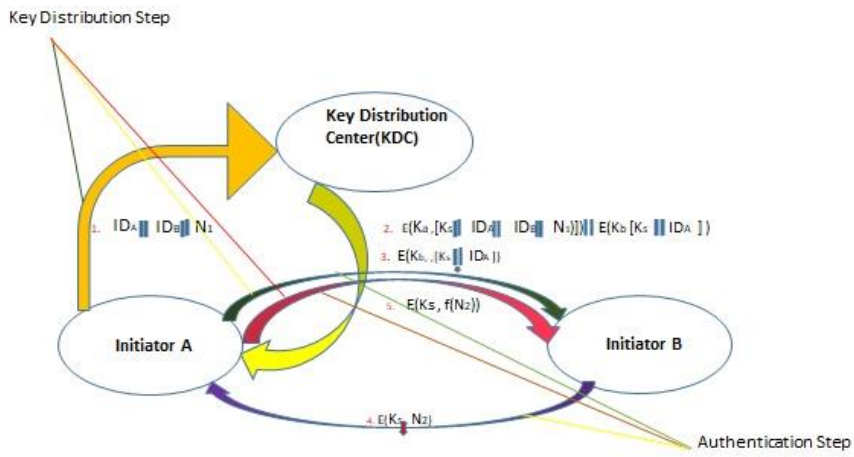 Key Distribution Step
Key Distribution
Center(KDC)
1. IDA || IDB || N1
2. E(Ka,[Ks || IDA || IDB || N1)]) || E(Kb [Ks || IDA ] )
3. E(Kb, ,[Ks || IDA ])
5. E(Ks, f(N2))
Initiator A
Initiator B
4. E(Ks, N2)
Authentication Step